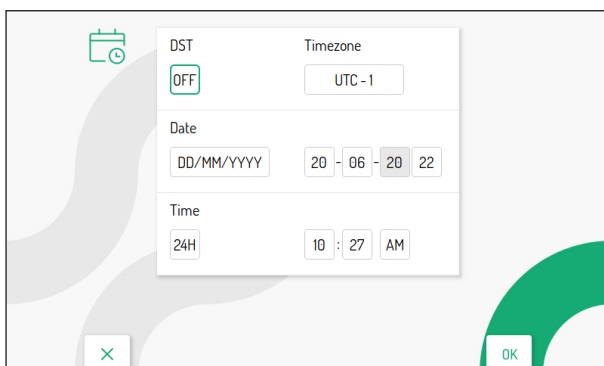 DST Timezone
OFF UTC - 1
Date
DD/MM/YYYY 20 - 06 - 20 22
Time
24H 10 : 27 AM
OK